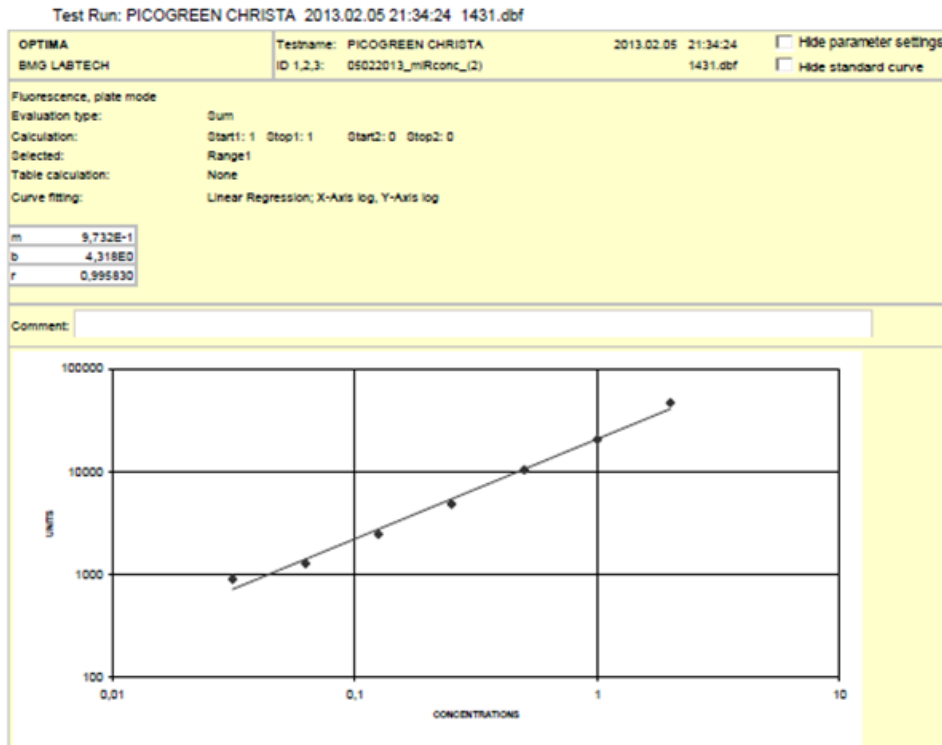 Test Run: PICOGREEN CHRISTA 2013.02.05 21:34:24 1431.dbf
OPTIMA Testname: PICOGREEN CHRISTA 2013.02.05 21:34:24 Hide parameter settings
BMG LABTECH ID 1,2,3: 05022013_mIRconc_(2) 1431.dbf Hide standard curve
Fluorescence, plate mode
Evaluation type: Sum
Calculation: Start1: 1 Stop1: 1 Start2: 0 Stop2: 0
Selected: Range1
Table calculation: None
Curve fitting: Linear Regression; X-Axis log, Y-Axis log
m 9,732E-1
b 4,318E0
r 0,995830
Comment:
100000
10000
1000
100
UNITS
0,01 0,1 1 10
CONCENTRATIONS